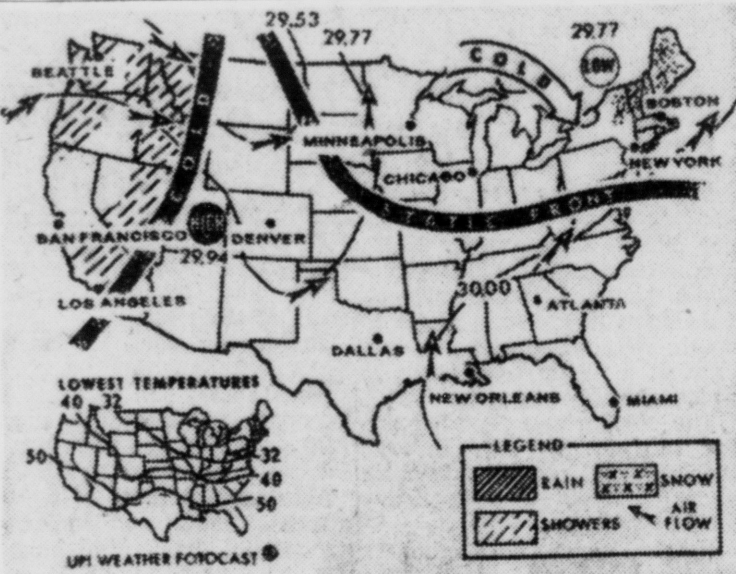 29.53
29.77
29.77
COLD
LOW
SEATTLE
BOSTON
COLD
MINNEAPOLIS
NEW YORK
CHICAGO
STATIC FRONT
SAN FRANCISCO
HIGH
DENVER
29.94
30.00
LOS ANGELES
ATLANTA
DALLAS
LOWEST TEMPERATURES
40 32
NEW ORLEANS
MIAMI
50
32
40
50
LEGEND
RAIN
SNOW
SHOWERS
AIR
FLOW
UPI WEATHER FOTOCAST